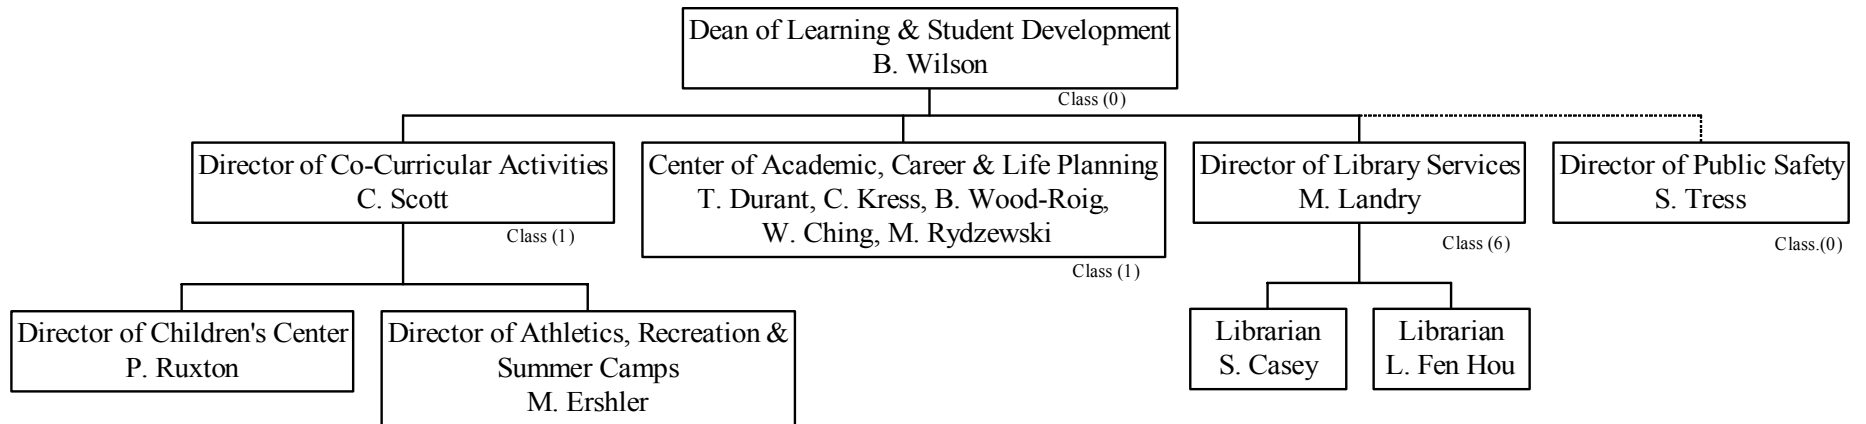 Dean of Learning & Student Development
B. Wilson
Class (0)
Director of Co-Curricular Activities
C. Scott
Class (1)
Center of Academic, Career & Life Planning
T. Durant, C. Kress, B. Wood-Roig,
W. Ching, M. Rydzewski
Class (1)
Director of Library Services
M. Landry
Class (6)
Director of Public Safety
S. Tress
Class.(0)
Director of Children's Center
P. Ruxton
Director of Athletics, Recreation &
Summer Camps
M. Ershler
Librarian
S. Casey
Librarian
L. Fen Hou